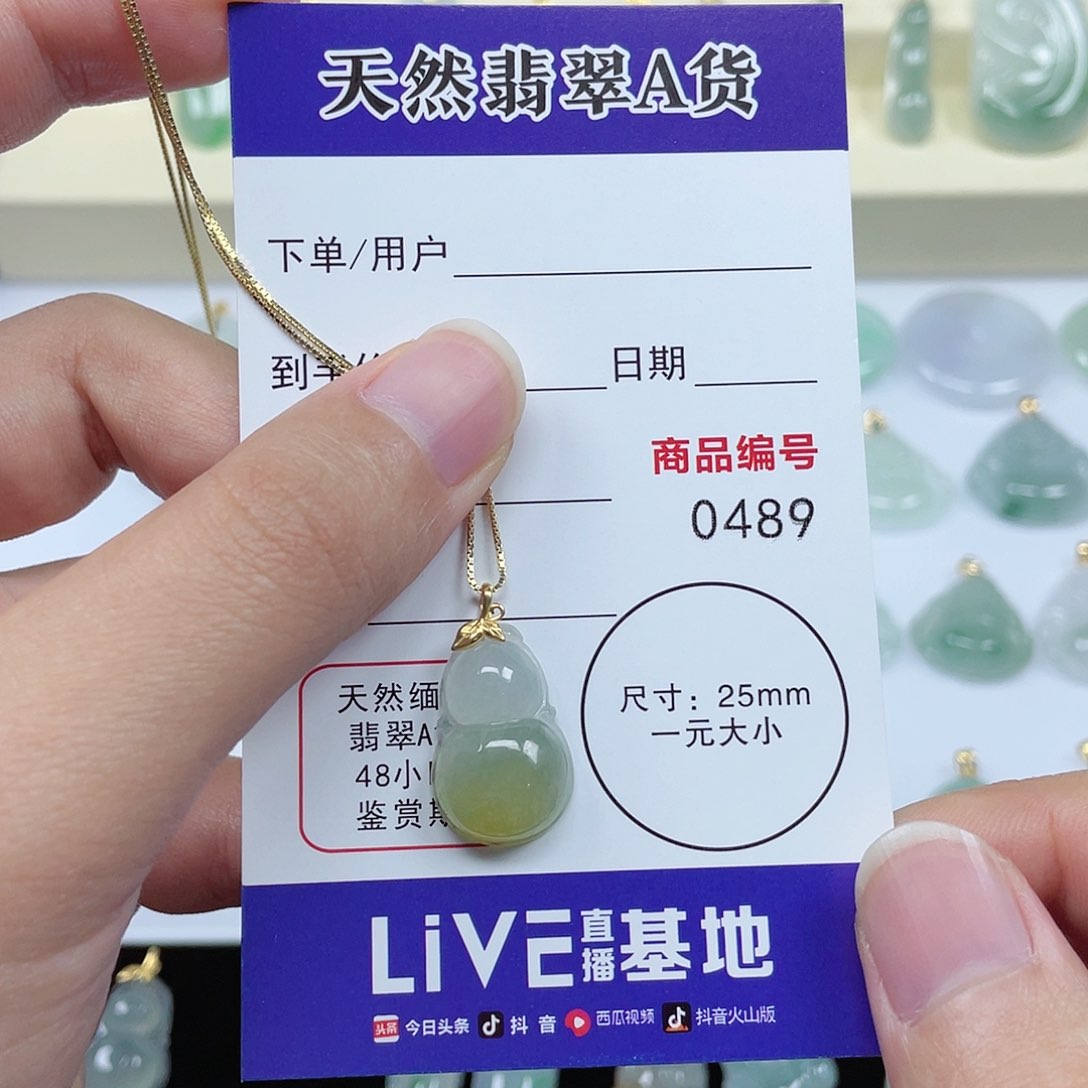 天然翡翠A货
下单/用户
到手 日期
商品编号
0489
天然缅
翡翠A
48小
鉴赏期
尺寸：25mm
一元大小
LiVE直播基地
头条 今日头条 抖音 西瓜视频 抖音火山版